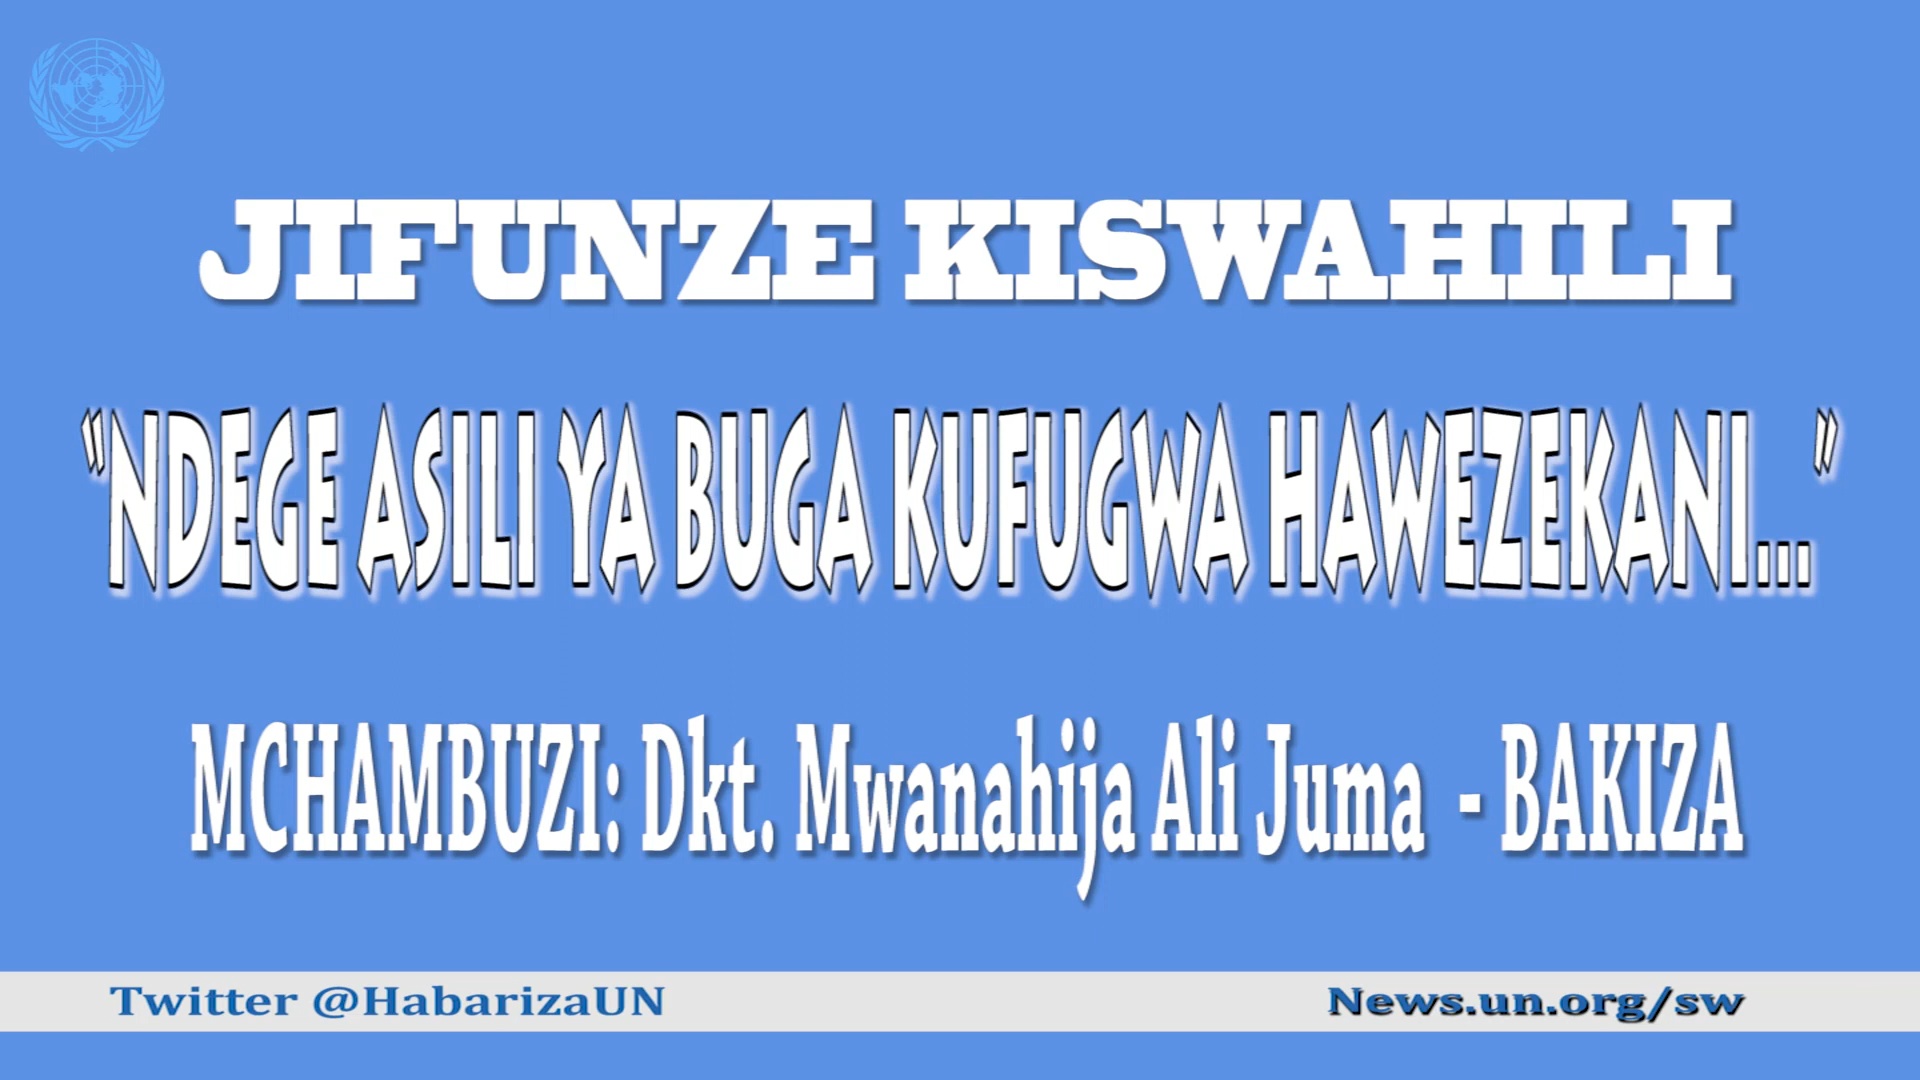 JIFUNZE KISWAHILI
“NDEGE ASILI YA BUGA KUFUGWA HAWEZEKANI...”
MCHAMBUZI: Dkt. Mwanahija Ali Juma - BAKIZA
Twitter @HabarizaUN
News.un.org/sw